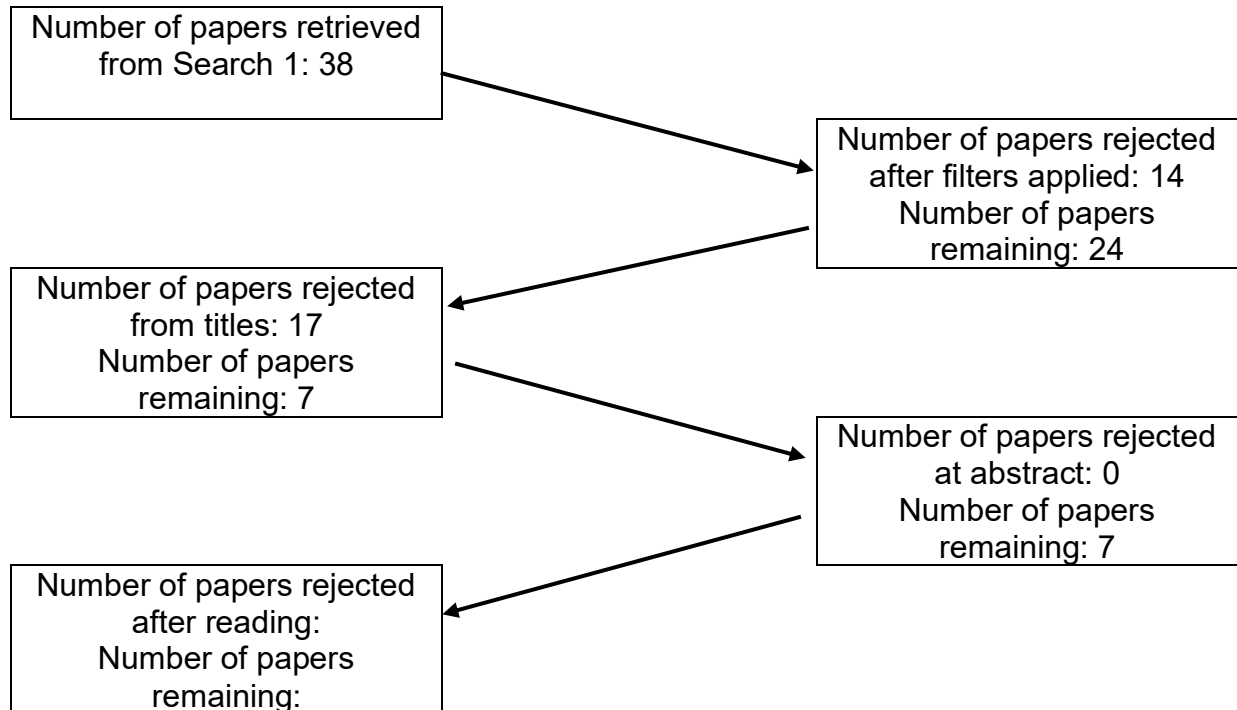 Number of papers retrieved
from Search 1: 38
Number of papers rejected
after filters applied: 14
Number of papers
remaining: 24
Number of papers rejected
from titles: 17
Number of papers
remaining: 7
Number of papers rejected
at abstract: 0
Number of papers
remaining: 7
Number of papers rejected
after reading:
Number of papers
remaining: